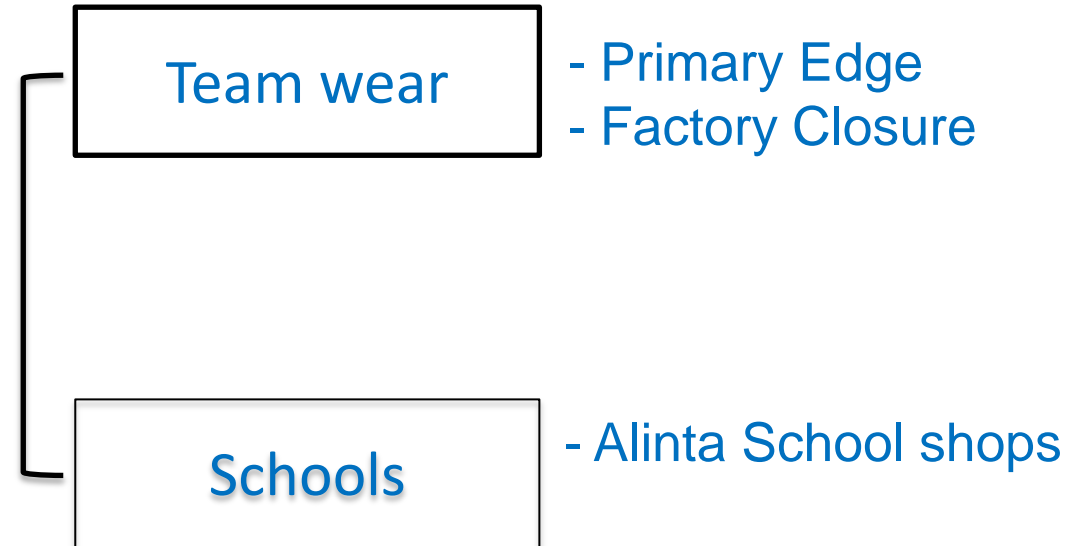 Team wear
- Primary Edge
- Factory Closure
Schools
- Alinta School shops